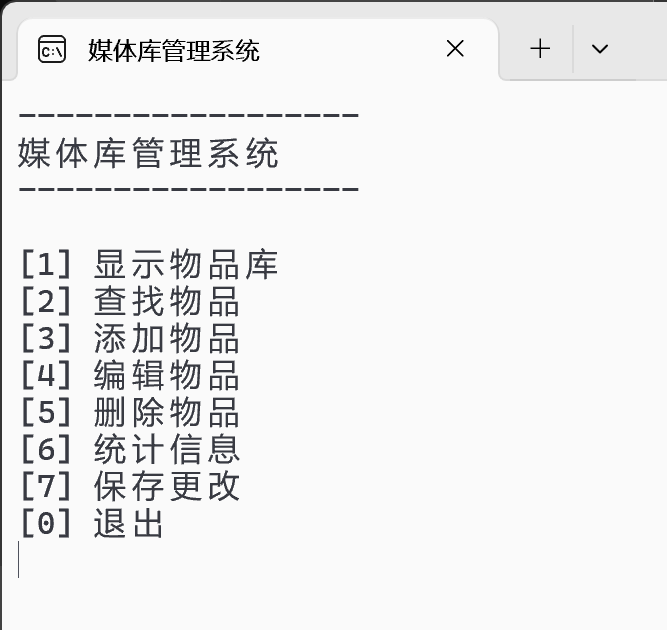 媒体库管理系统
------------------
媒体库管理系统
------------------
[1] 显示物品库
[2] 查找物品
[3] 添加物品
[4] 编辑物品
[5] 删除物品
[6] 统计信息
[7] 保存更改
[0] 退出